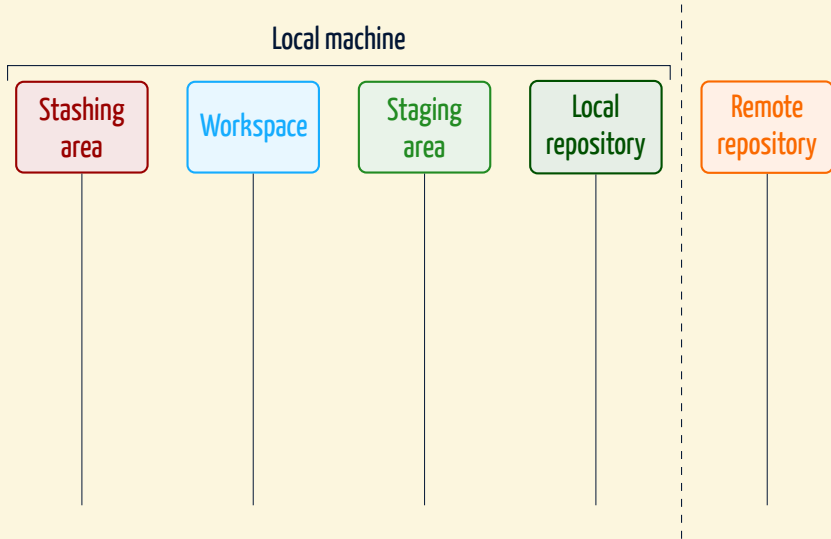 Local machine
Stashing
area
Workspace
Staging
area
Local
repository
Remote
repository